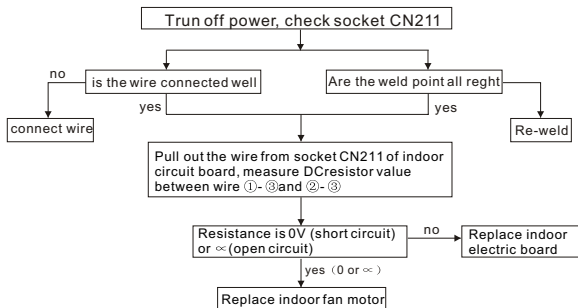 Trun off power, check socket CN211
no
is the wire connected well
Are the weld point all reght
yes
yes
no
connect wire
Re-weld
Pull out the wire from socket CN211 of indoor
circuit board, measure DCresistor value
between wire ①-③and ②-③
Resistance is 0V (short circuit)
or ∝(open circuit)
no
Replace indoor
electric board
yes (0 or ∝)
Replace indoor fan motor